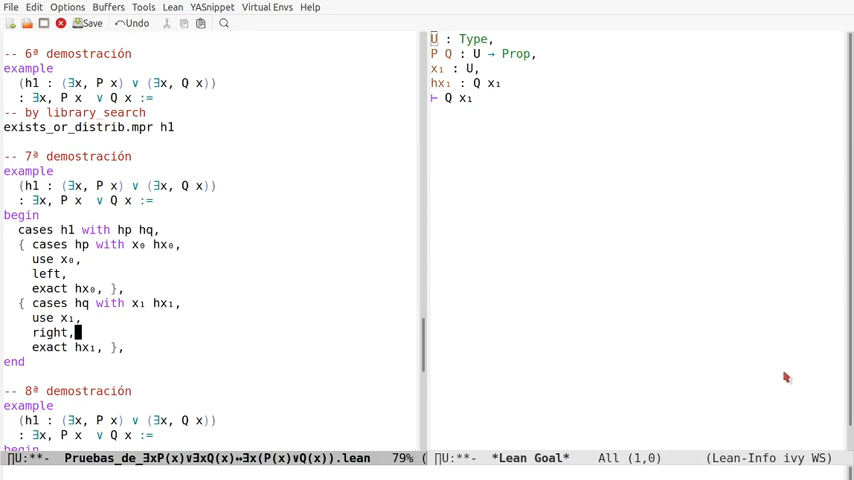 File Edit Options Buffers Tools Lean YASnippet Virtual Envs Help
Save Undo
-- 6ª demostración
example
(h1 : (∃x, P x) ∨ (∃x, Q x))
: ∃x, P x ∨ Q x :=
-- by library_search
exists_or_distrib.mpr h1
-- 7ª demostración
example
(h1 : (∃x, P x) ∨ (∃x, Q x))
: ∃x, P x ∨ Q x :=
begin
cases h1 with hp hq,
{ cases hp with x₀ hx₀,
use x₀,
left,
exact hx₀, },
{ cases hq with x₁ hx₁,
use x₁,
right,
exact hx₁, },
end
-- 8ª demostración
example
(h1 : (∃x, P x) ∨ (∃x, Q x))
: ∃x, P x ∨ Q x :=
begin
∏U:**- Pruebas_de_∃xP(x)∨∃xQ(x)↔∃x(P(x)∨Q(x)).lean 79% (
U : Type,
P Q : U → Prop,
x₁ : U,
hx₁ : Q x₁
⊢ Q x₁
∏U:**- *Lean Goal* All (1,0) (Lean-Info ivy WS)